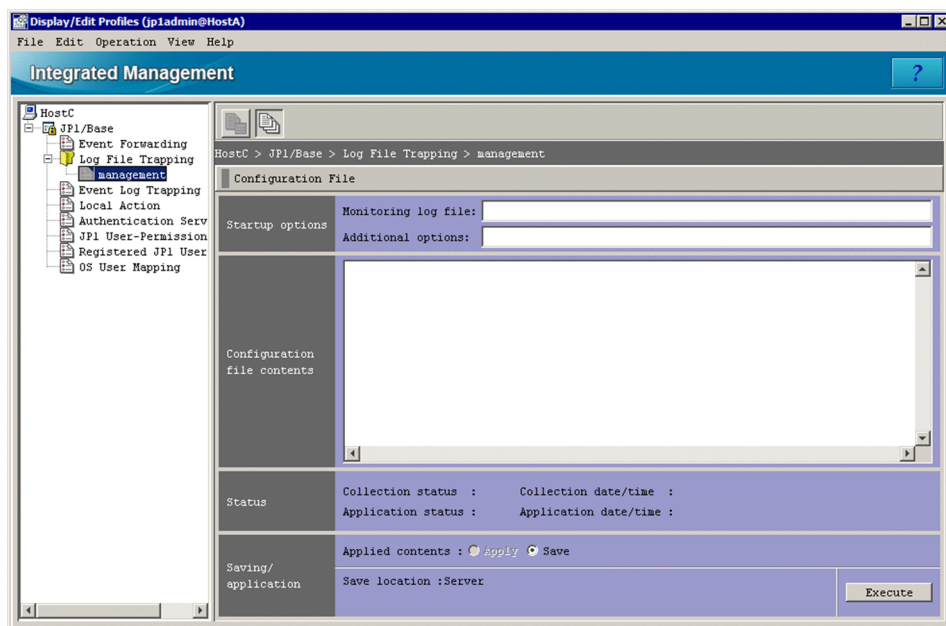 Display/Edit Profiles (jp1admin@HostA)
File Edit Operation View Help
Integrated Management
?
HostC
JP1/Base
Event Forwarding
Log File Trapping
management
Event Log Trapping
Local Action
Authentication Serv
JP1 User-Permission
Registered JP1 User
OS User Mapping
HostC > JP1/Base > Log File Trapping > management
Configuration File
Startup options
Monitoring log file:
Additional options:
Configuration
file contents
Status
Collection status : Collection date/time :
Application status : Application date/time :
Saving/
application
Applied contents : Apply Save
Save location :Server
Execute